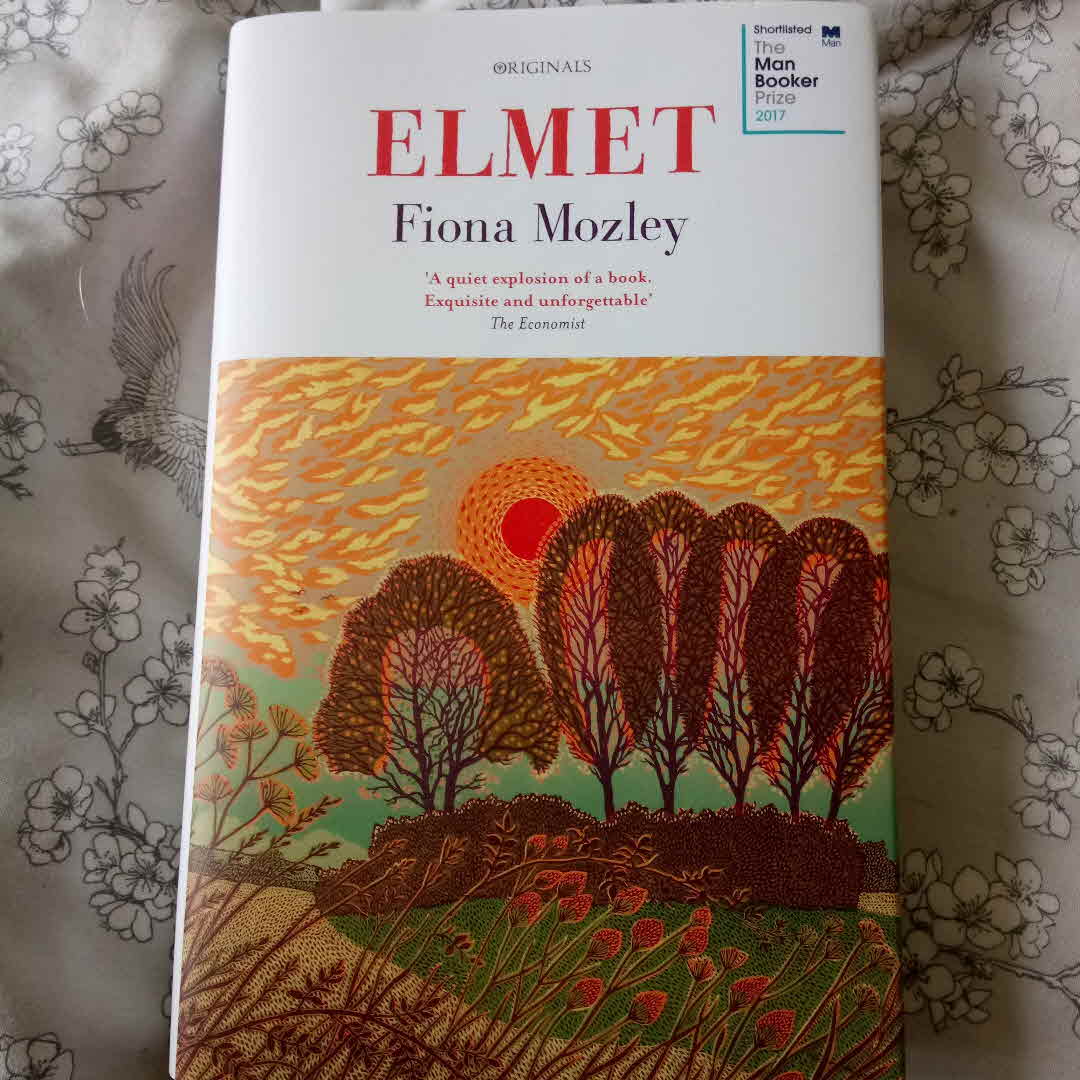 ORIGINALS
Shortlisted
Man
The
Man
Booker
Prize
2017
ELMET
Fiona Mozley
'A quiet explosion of a book.
Exquisite and unforgettable'
The Economist